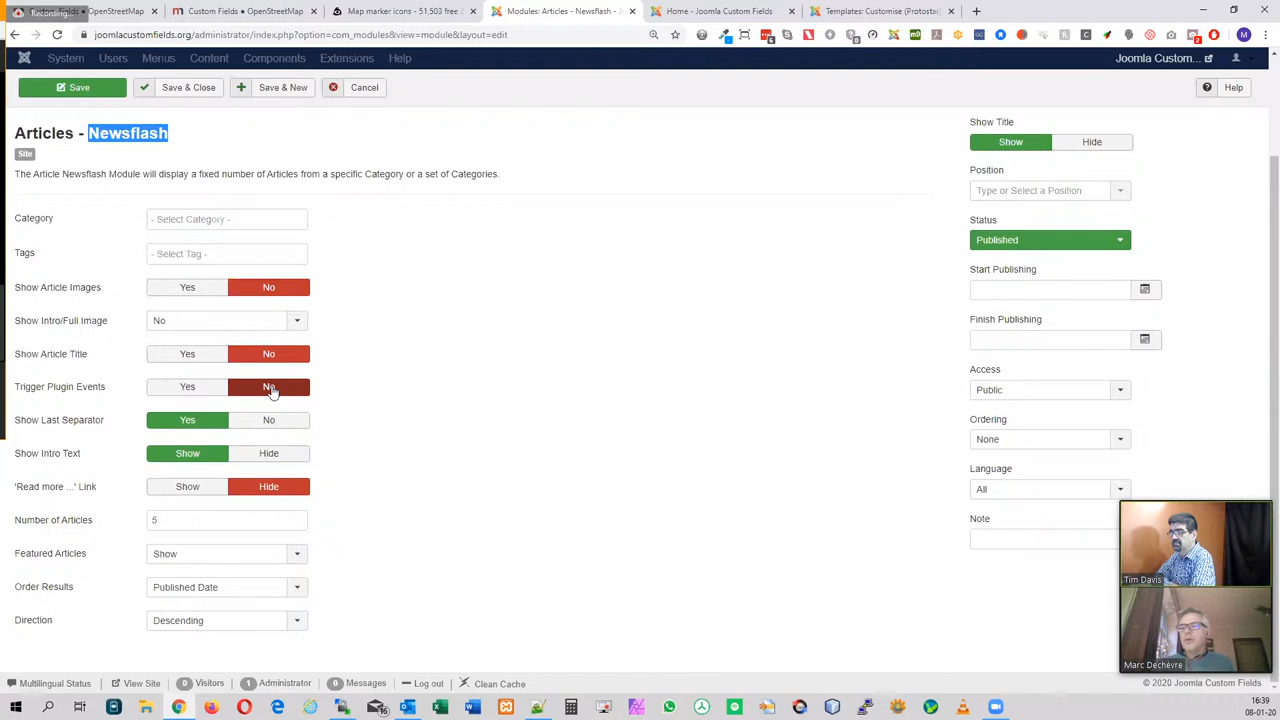 Recording...
Custom Fields • OpenStreetMap
Custom Fields • OpenStreetMap
Map marker icons - 51,503 free
Modules: Articles - Newsflash - J
Home - Joomla Custom Fields
Templates: Customise (Protostar
joomlacustomfields.org/administrator/index.php?option=com_modules&view=module&layout=edit
System Users Menus Content Components Extensions Help
Joomla Custom...
Save
Save & Close
Save & New
Cancel
Help
Articles - Newsflash
Site
The Article Newsflash Module will display a fixed number of Articles from a specific Category or a set of Categories.
Category
- Select Category -
Tags
- Select Tag -
Show Article Images
Yes No
Show Intro/Full Image
No
Show Article Title
Yes No
Trigger Plugin Events
Yes No
Show Last Separator
Yes No
Show Intro Text
Show Hide
'Read more ...' Link
Show Hide
Number of Articles
5
Featured Articles
Show
Order Results
Published Date
Direction
Descending
Show Title
Show Hide
Position
Type or Select a Position
Status
Published
Start Publishing
Finish Publishing
Access
Public
Ordering
None
Language
All
Note
Tim Davis
Marc Dechèvre
Multilingual Status
View Site
0 Visitors
1 Administrator
0 Messages
Log out
Clean Cache
© 2020 Joomla Custom Fields
16:39
08-01-20